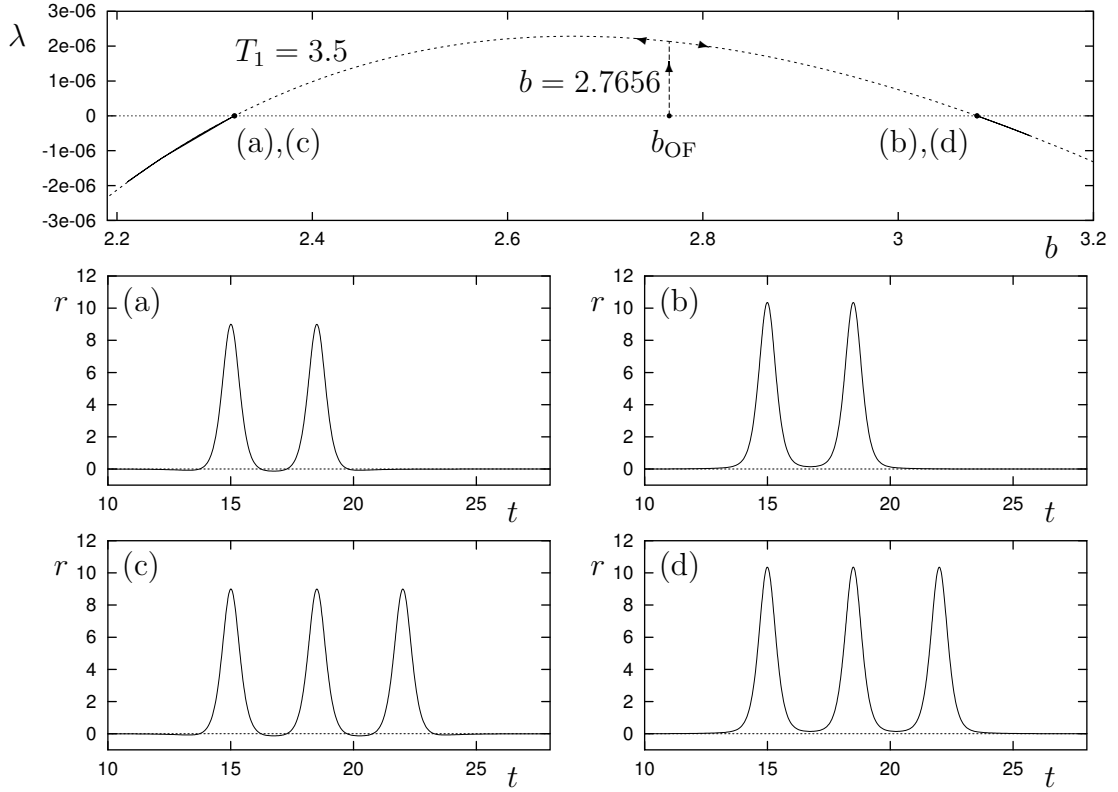 λ
3e-06
2e-06
1e-06
0
-1e-06
-2e-06
-3e-06
T₁ = 3.5
b = 2.7656
(a),(c)
b_OF
(b),(d)
2.2 2.4 2.6 2.8 3 3.2
b
r
12
10
8
6
4
2
0
(a)
10 15 20 25
t
r
12
10
8
6
4
2
0
(b)
10 15 20 25
t
r
12
10
8
6
4
2
0
(c)
10 15 20 25
t
r
12
10
8
6
4
2
0
(d)
10 15 20 25
t